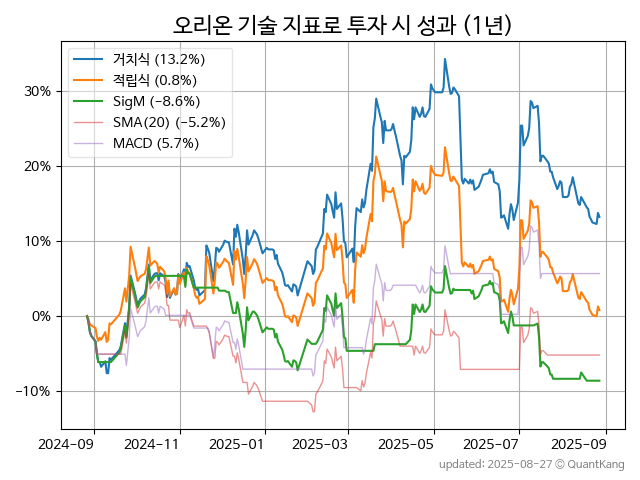 오리온 기술 지표로 투자 시 성과 (1년)
거치식 (13.2%)
적립식 (0.8%)
SigM (−8.6%)
SMA(20) (−5.2%)
MACD (5.7%)
30%
20%
10%
0%
−10%
2024-09
2024-11
2025-01
2025-03
2025-05
2025-07
2025-09
updated: 2025-08-27 © QuantKang